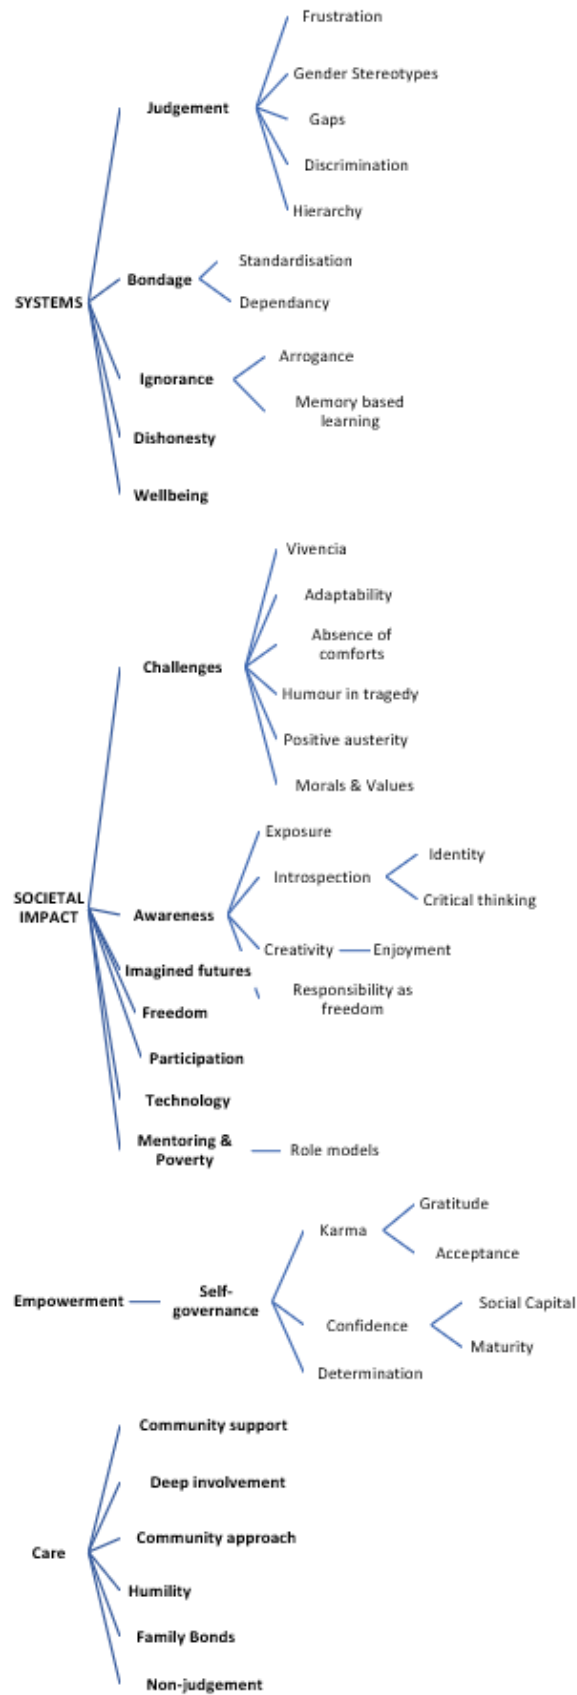 Frustration
Gender Stereotypes
Judgement
Gaps
Discrimination
Hierarchy
Standardisation
Bondage
SYSTEMS
Dependancy
Arrogance
Ignorance
Memory based
learning
Dishonesty
Wellbeing
Vivencia
Adaptability
Absence of
comforts
Challenges
Humour in tragedy
Positive austerity
Morals & Values
Exposure
Identity
Introspection
Critical thinking
SOCIETAL
IMPACT
Awareness
Creativity
Enjoyment
Imagined futures
Responsibility as
freedom
Freedom
Participation
Technology
Mentoring &
Poverty
Role models
Gratitude
Karma
Acceptance
Empowerment
Self-
governance
Social Capital
Confidence
Maturity
Determination
Community support
Deep involvement
Community approach
Care
Humility
Family Bonds
Non-judgement